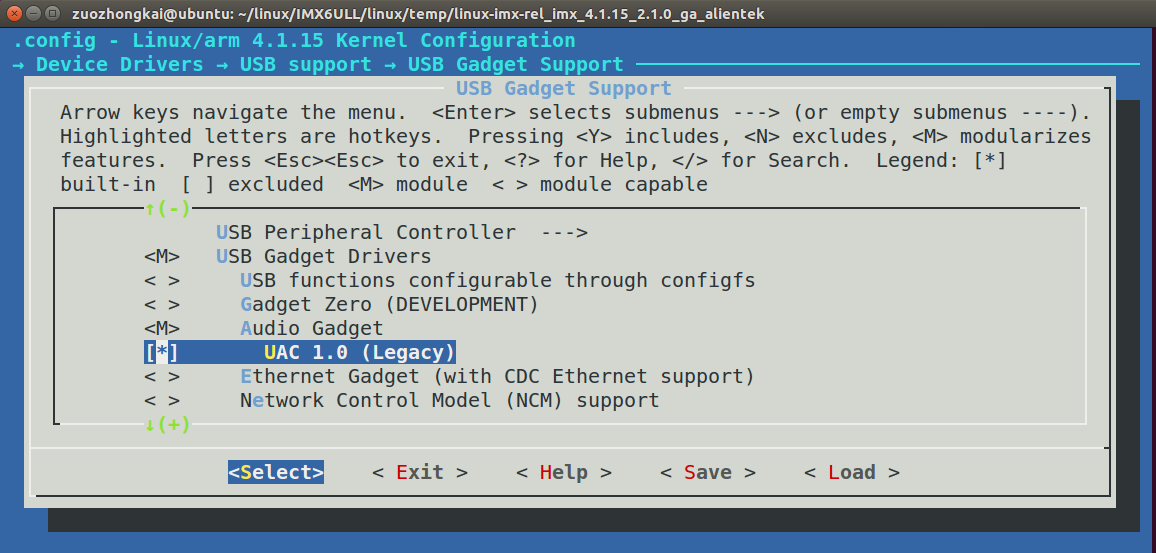 zuozhongkai@ubuntu: ~/linux/IMX6ULL/linux/temp/linux-imx-rel_imx_4.1.15_2.1.0_ga_alientek
.config - Linux/arm 4.1.15 Kernel Configuration
→ Device Drivers → USB support → USB Gadget Support
USB Gadget Support
Arrow keys navigate the menu.  <Enter> selects submenus ---> (or empty submenus ----).
Highlighted letters are hotkeys.  Pressing <Y> includes, <N> excludes, <M> modularizes
features.  Press <Esc><Esc> to exit, <?> for Help, </> for Search.  Legend: [*]
built-in  [ ] excluded  <M> module  < > module capable
↑(-)
USB Peripheral Controller  --->
<M>   USB Gadget Drivers
< >     USB functions configurable through configfs
< >     Gadget Zero (DEVELOPMENT)
<M>     Audio Gadget
[*]       UAC 1.0 (Legacy)
< >     Ethernet Gadget (with CDC Ethernet support)
< >     Network Control Model (NCM) support
↓(+)
<Select>    < Exit >    < Help >    < Save >    < Load >